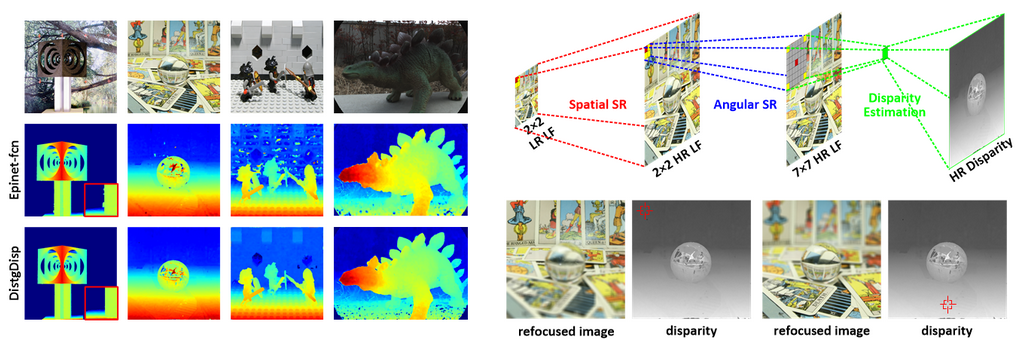 Epinet-fcn
DistgDisp
Spatial SR
Angular SR
Disparity
Estimation
2×2
LR LF
2×2 HR LF
7×7 HR LF
HR Disparity
refocused image
disparity
refocused image
disparity